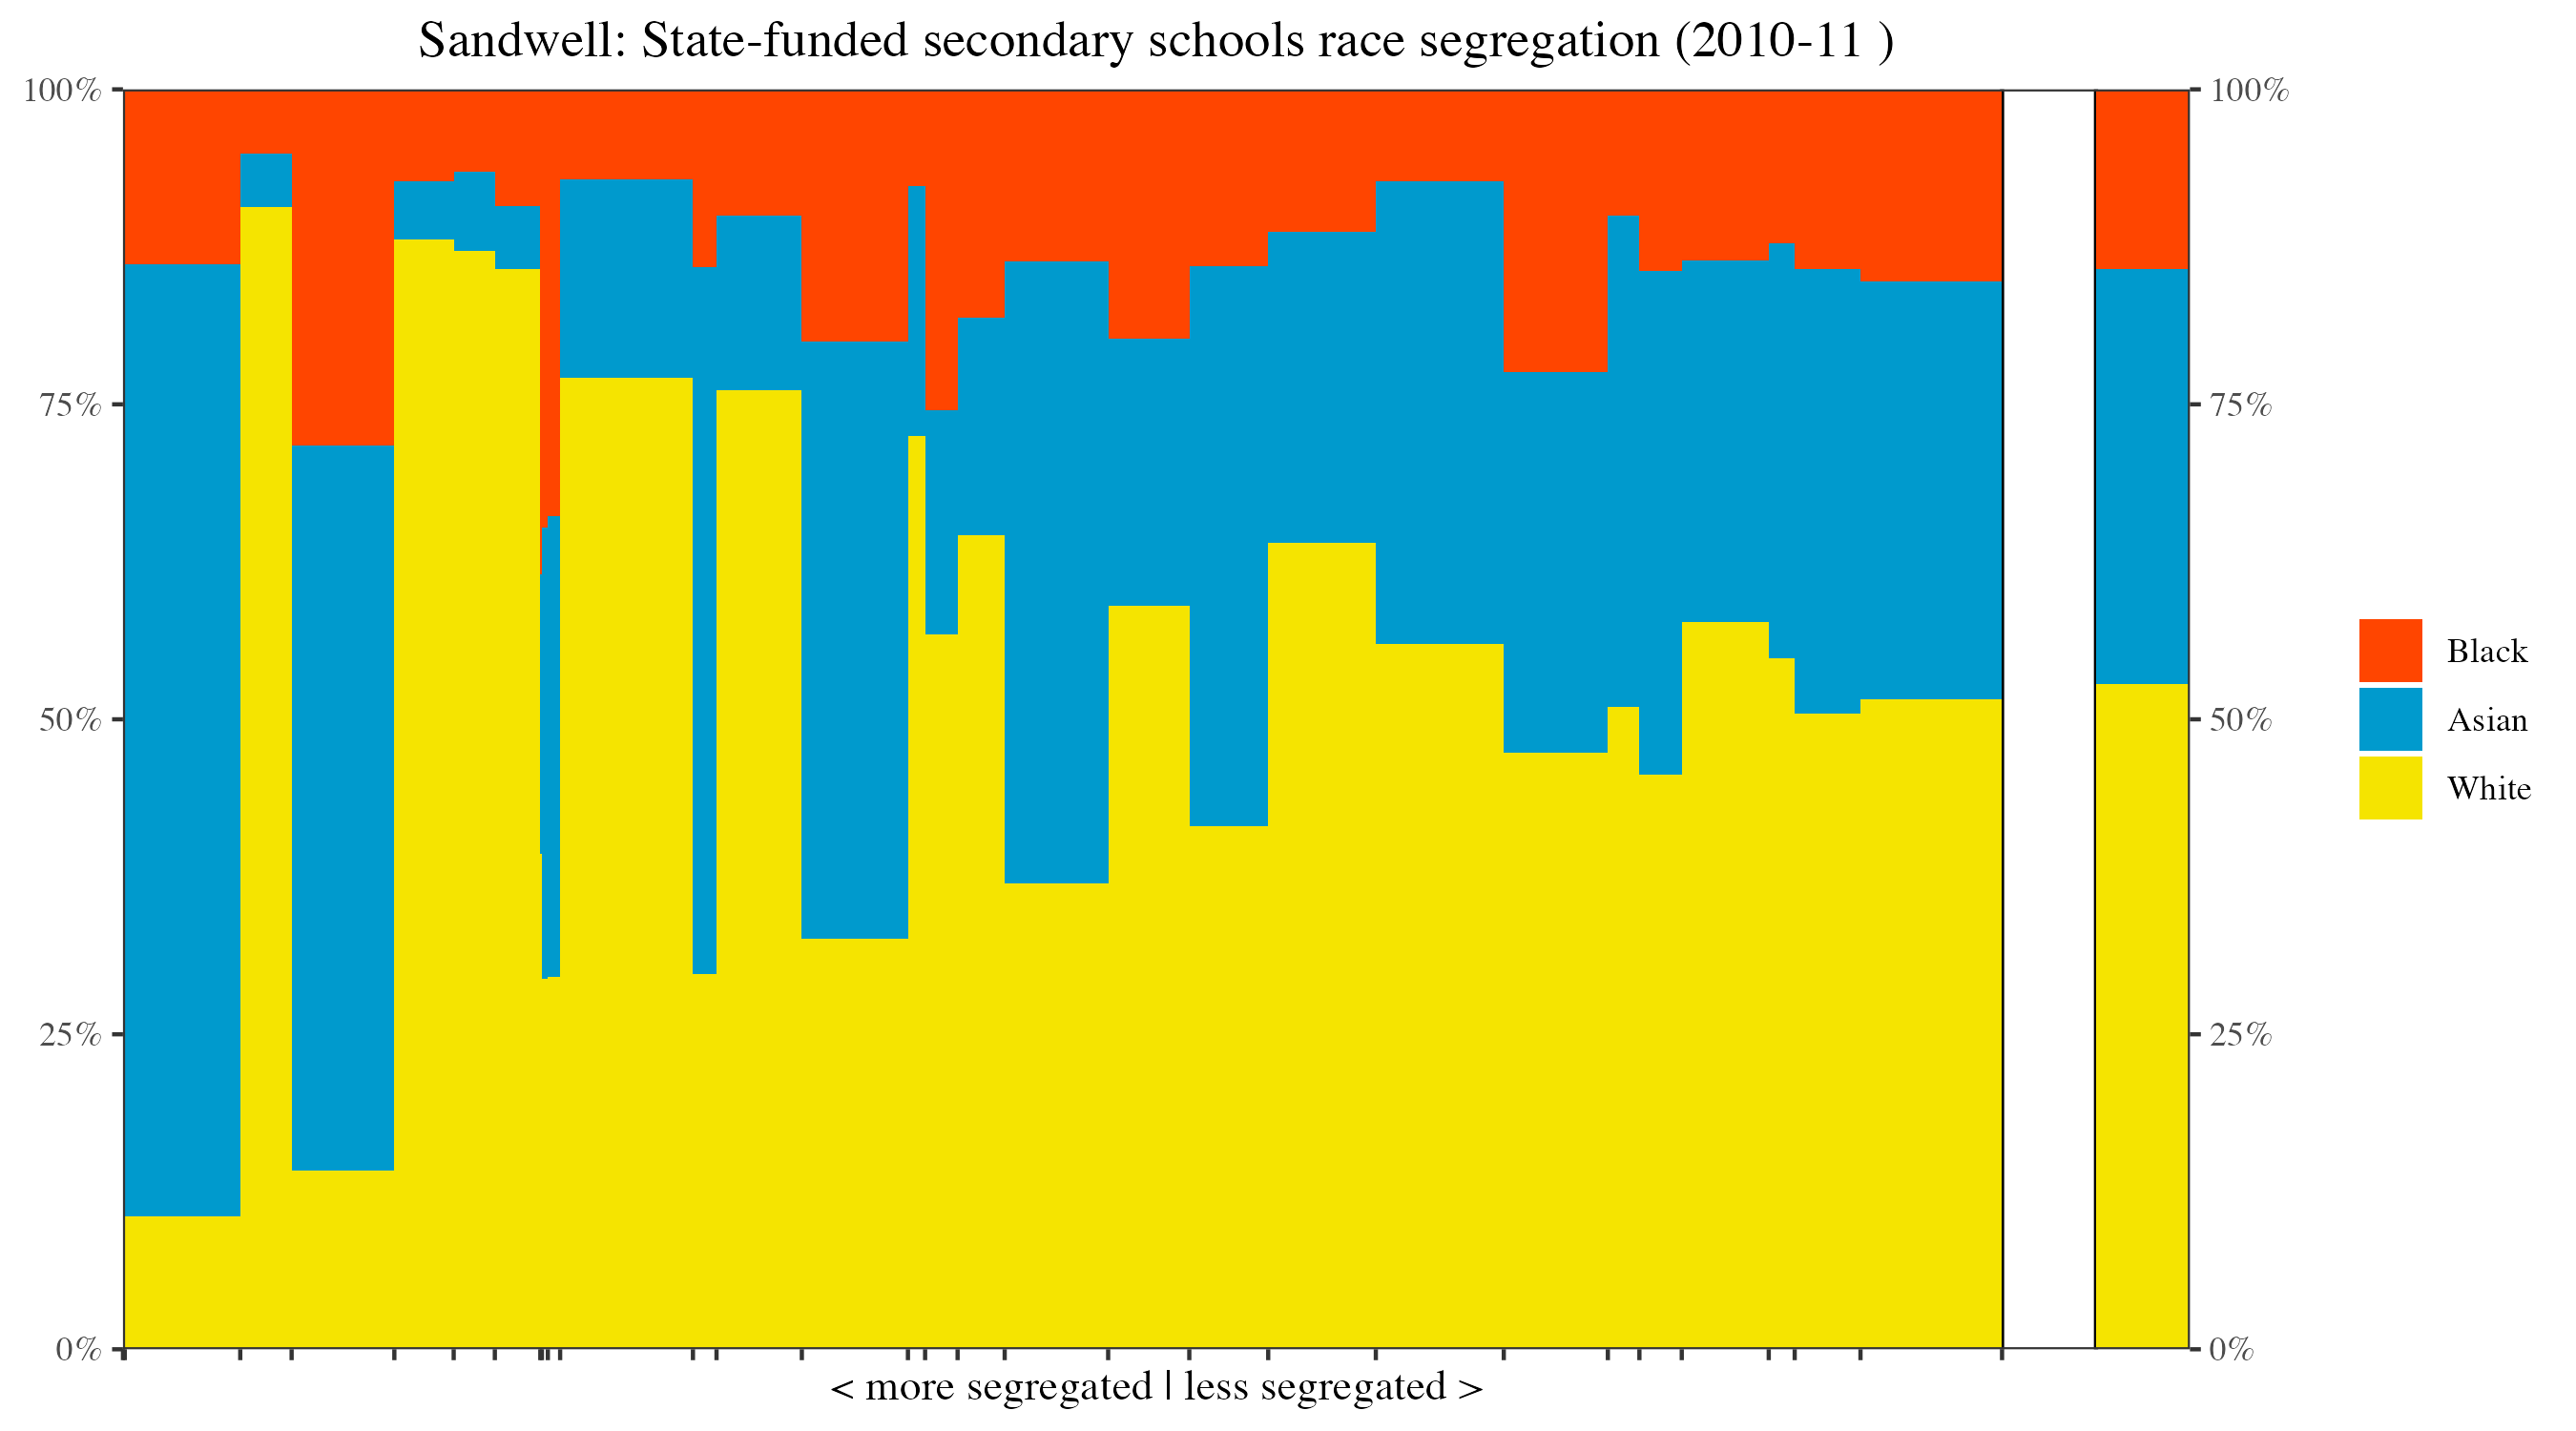 Sandwell: State-funded secondary schools race segregation (2010-11 )
100%
75%
50%
25%
0%
100%
75%
50%
25%
0%
< more segregated | less segregated >
Black
Asian
White